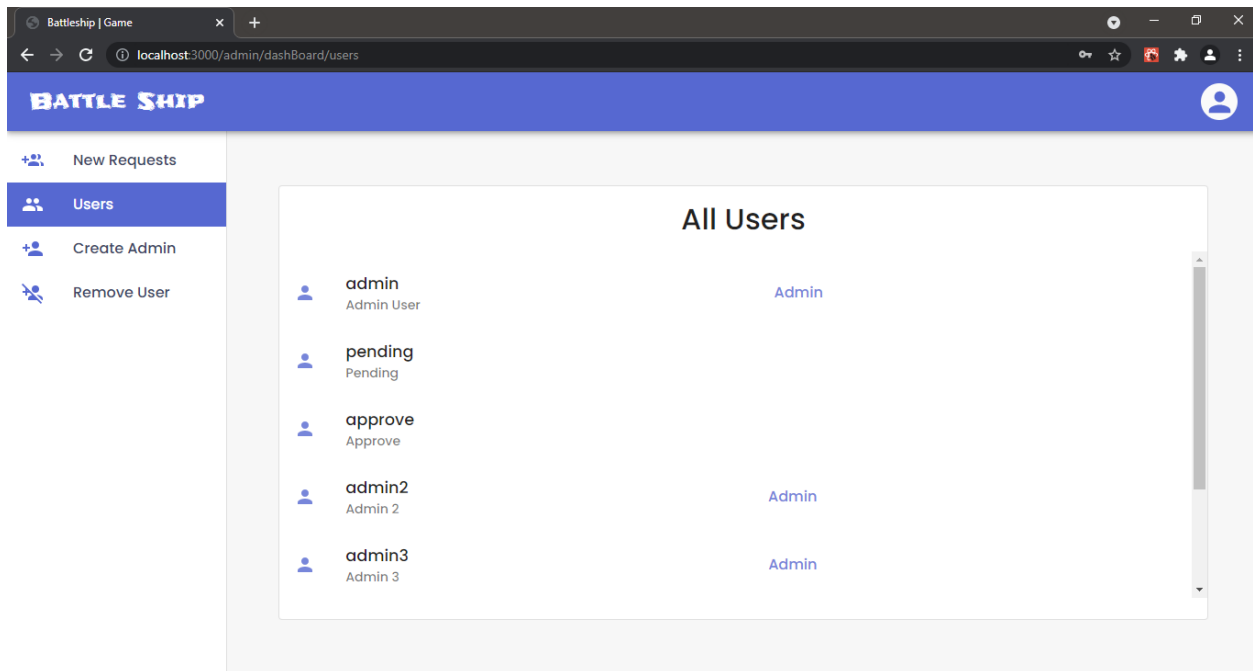 Battleship | Game
localhost:3000/admin/dashBoard/users
Battle Ship
New Requests
Users
Create Admin
Remove User
All Users
admin
Admin User
Admin
pending
Pending
approve
Approve
admin2
Admin 2
Admin
admin3
Admin 3
Admin